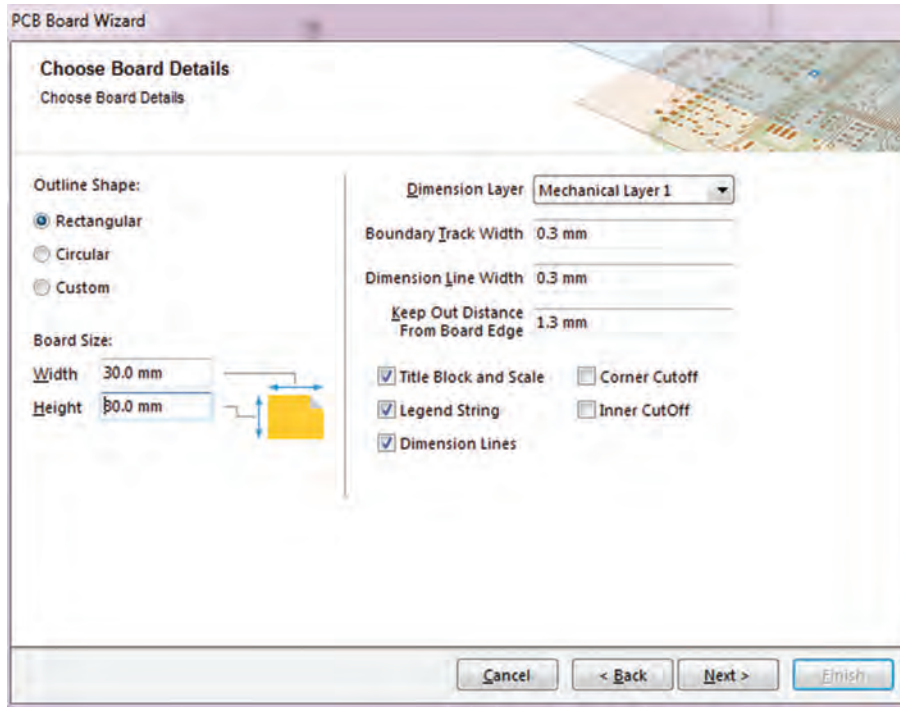 PCB Board Wizard
Choose Board Details
Choose Board Details
Outline Shape:
Rectangular
Circular
Custom
Board Size:
Width 30.0 mm
Height 30.0 mm
Dimension Layer Mechanical Layer 1
Boundary Track Width 0.3 mm
Dimension Line Width 0.3 mm
Keep Out Distance
From Board Edge 1.3 mm
Title Block and Scale Corner Cutoff
Legend String Inner CutOff
Dimension Lines
Cancel < Back Next > Finish